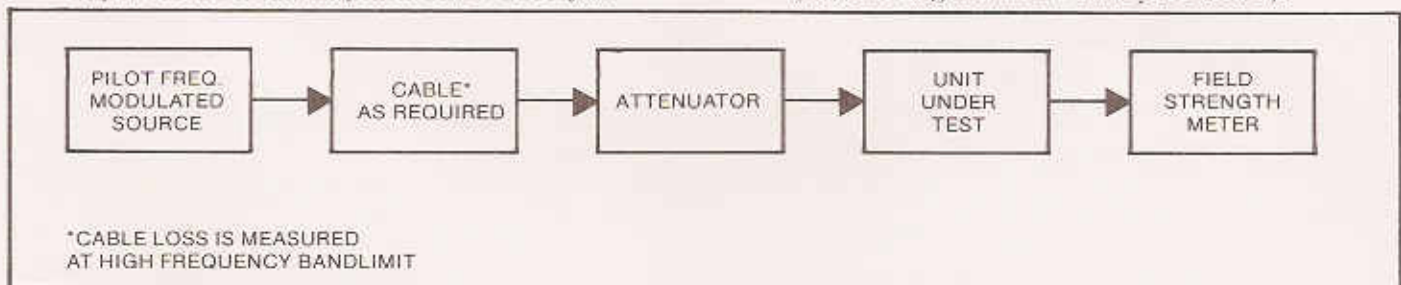 PILOT FREQ.
MODULATED
SOURCE
CABLE*
AS REQUIRED
ATTENUATOR
UNIT
UNDER
TEST
FIELD
STRENGTH
METER
*CABLE LOSS IS MEASURED
AT HIGH FREQUENCY BANDLIMIT